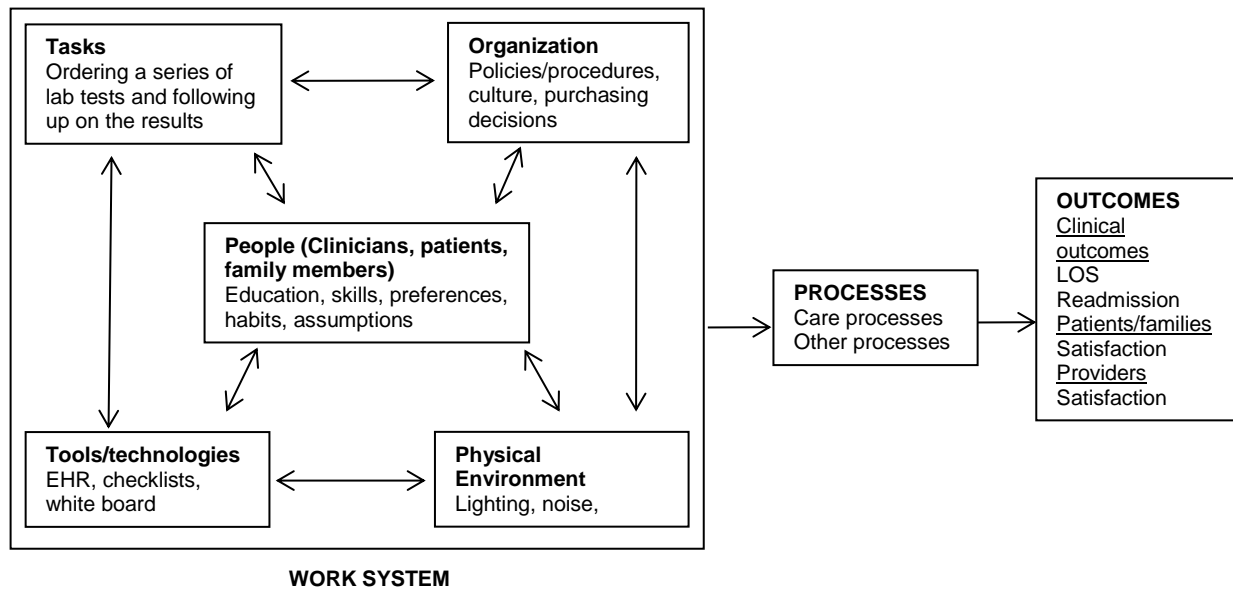 Tasks
Ordering a series of
lab tests and following
up on the results
Organization
Policies/procedures,
culture, purchasing
decisions
People (Clinicians, patients,
family members)
Education, skills, preferences,
habits, assumptions
Tools/technologies
EHR, checklists,
white board
Physical
Environment
Lighting, noise,
WORK SYSTEM
PROCESSES
Care processes
Other processes
OUTCOMES
Clinical
outcomes
LOS
Readmission
Patients/families
Satisfaction
Providers
Satisfaction